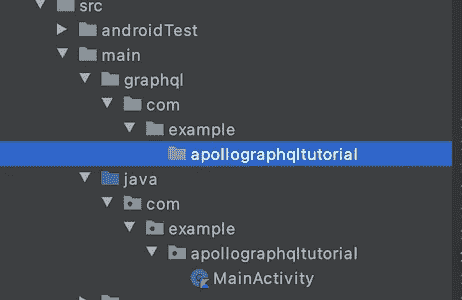 src
androidTest
main
graphql
com
example
apollographqltutorial
java
com
example
apollographqltutorial
MainActivity